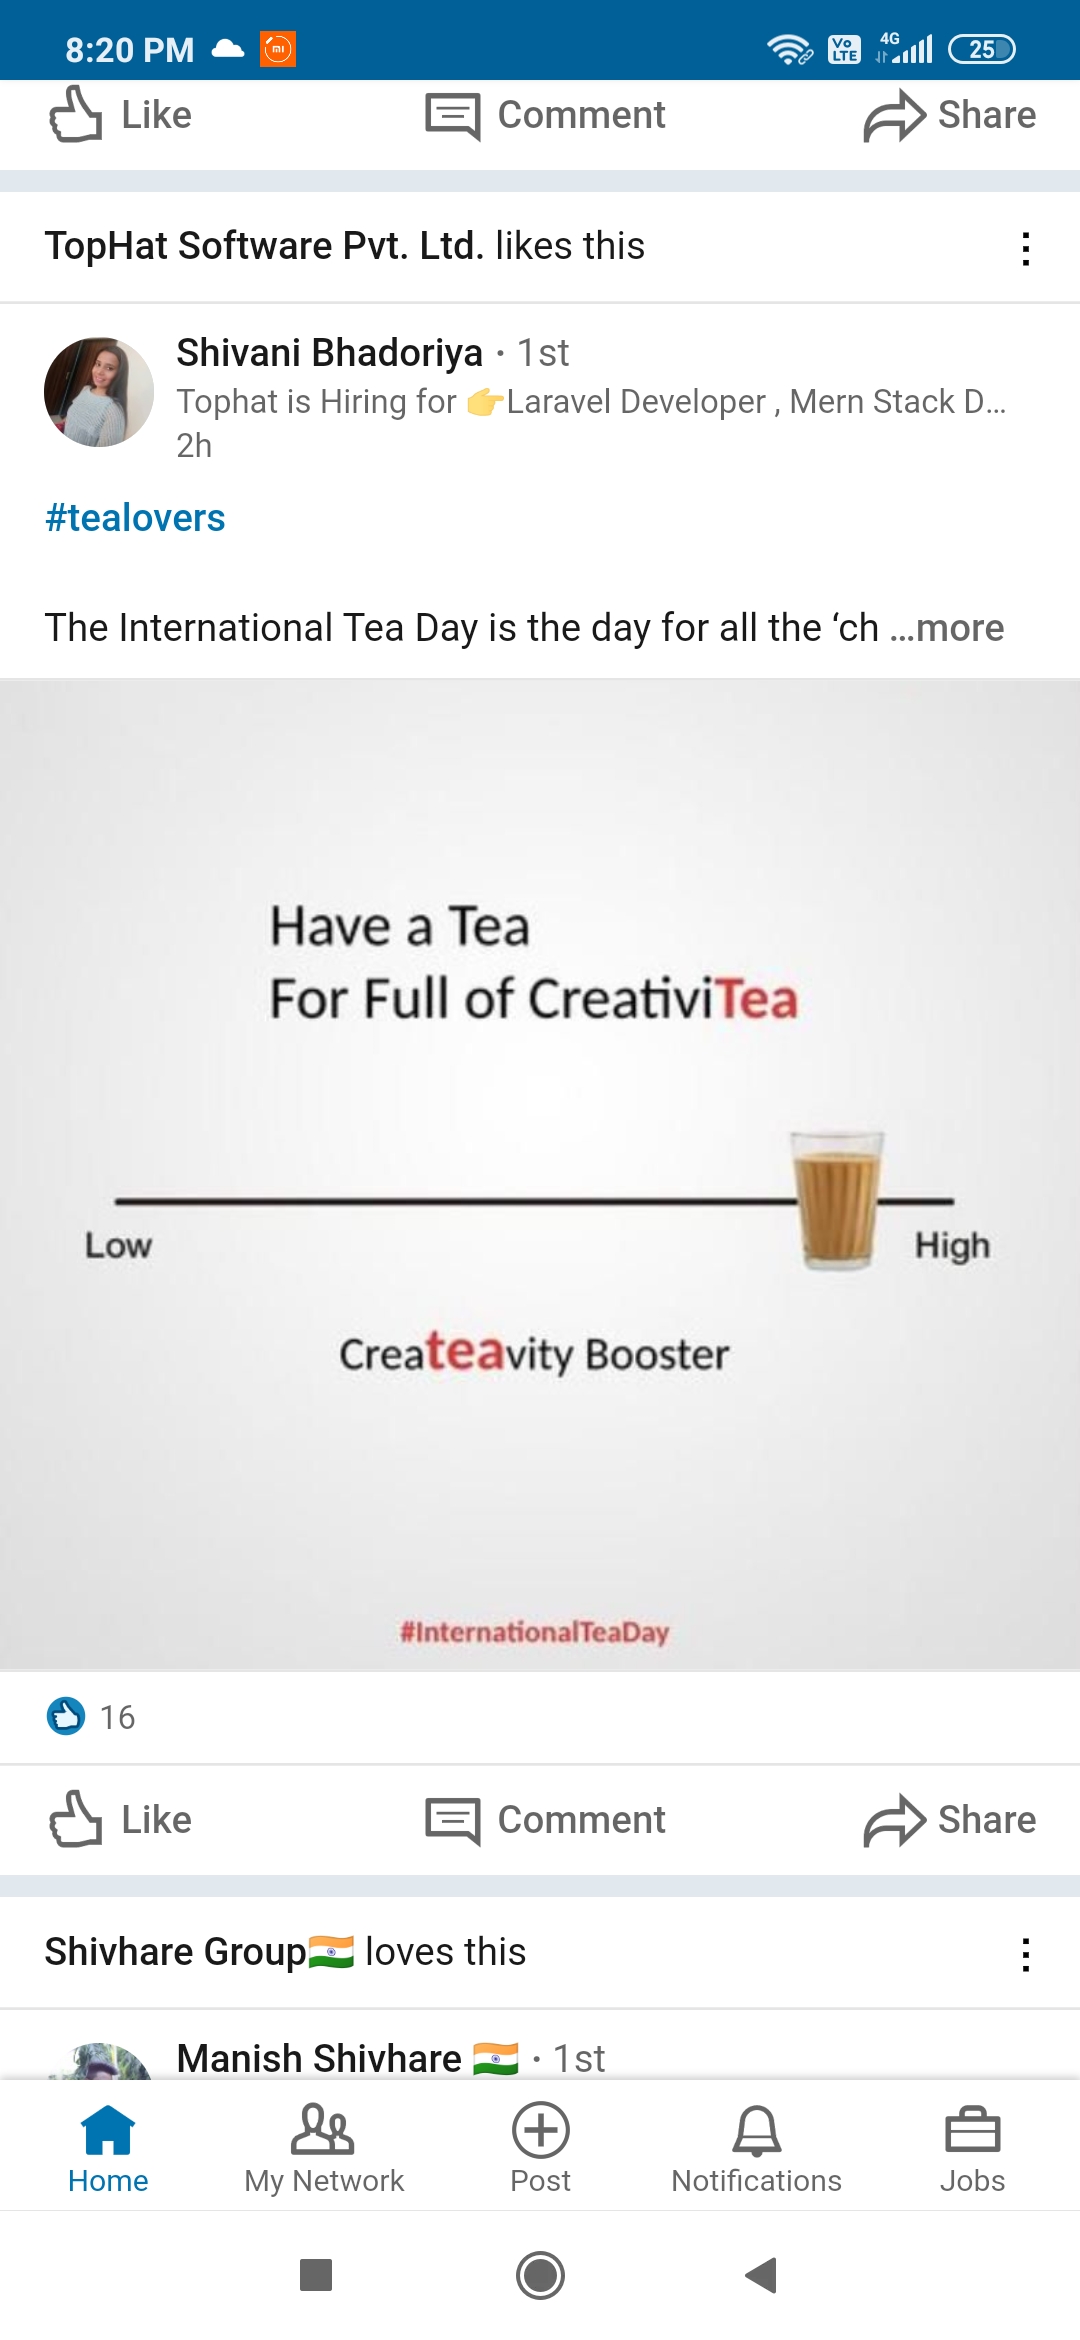 8:20 PM
Vo LTE 4G 25
Like Comment Share
TopHat Software Pvt. Ltd. likes this
Shivani Bhadoriya • 1st
Tophat is Hiring for 👉Laravel Developer , Mern Stack D...
2h
#tealovers
The International Tea Day is the day for all the ‘ch ...more
Have a Tea
For Full of CreativiTea
Low High
Createavity Booster
#InternationalTeaDay
16
Like Comment Share
Shivhare Group🇮🇳 loves this
Manish Shivhare 🇮🇳 • 1st
Home My Network Post Notifications Jobs